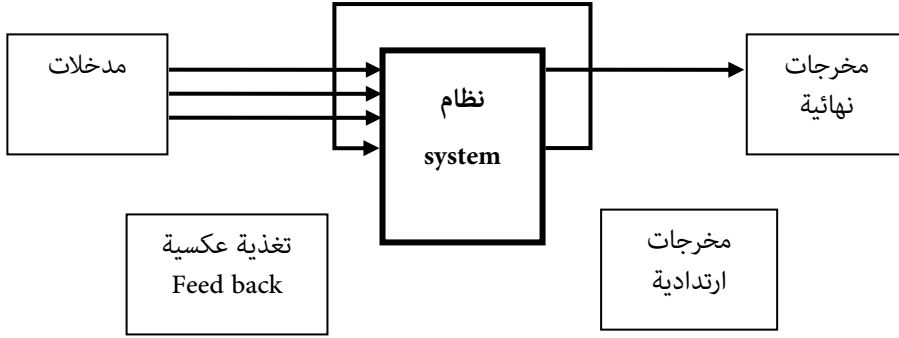 مدخلات
نظام
system
مخرجات
نهائية
تغذية عكسية
Feed back
مخرجات
ارتدادية